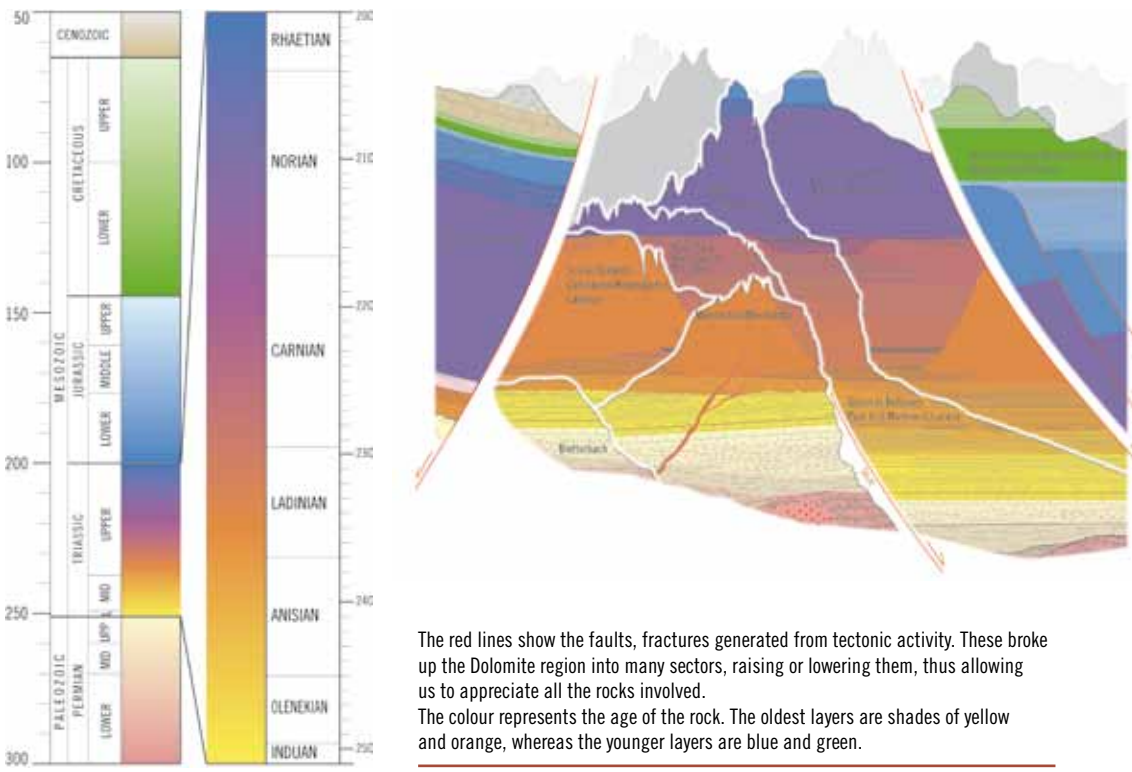 50
CENOZOIC
UPPER
CRETACEOUS
100
LOWER
150
UPPER
MESOZOIC
JURASSIC
MIDDLE
LOWER
200
TRIASSIC
UPPER
MID
250
L
UPP
MID
PALEOZOIC
PERMIAN
LOWER
300
200
RHAETIAN
NORIAN
210
220
CARNIAN
230
LADINIAN
240
ANISIAN
OLENEKIAN
INDUAN
250
The red lines show the faults, fractures generated from tectonic activity. These broke
up the Dolomite region into many sectors, raising or lowering them, thus allowing
us to appreciate all the rocks involved.
The colour represents the age of the rock. The oldest layers are shades of yellow
and orange, whereas the younger layers are blue and green.